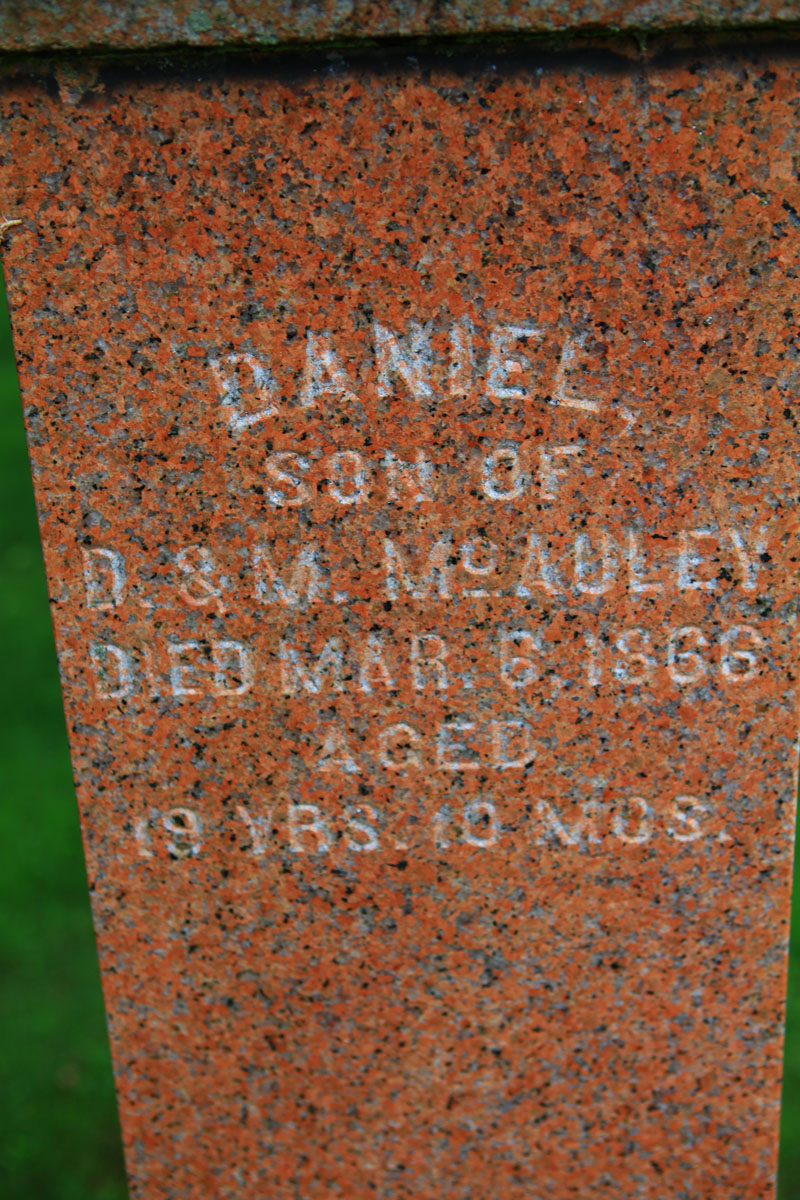 DANIEL,
SON OF
D. & M. McAULEY
DIED MAR. 6, 1866
AGED
19 YRS. 10 MOS.